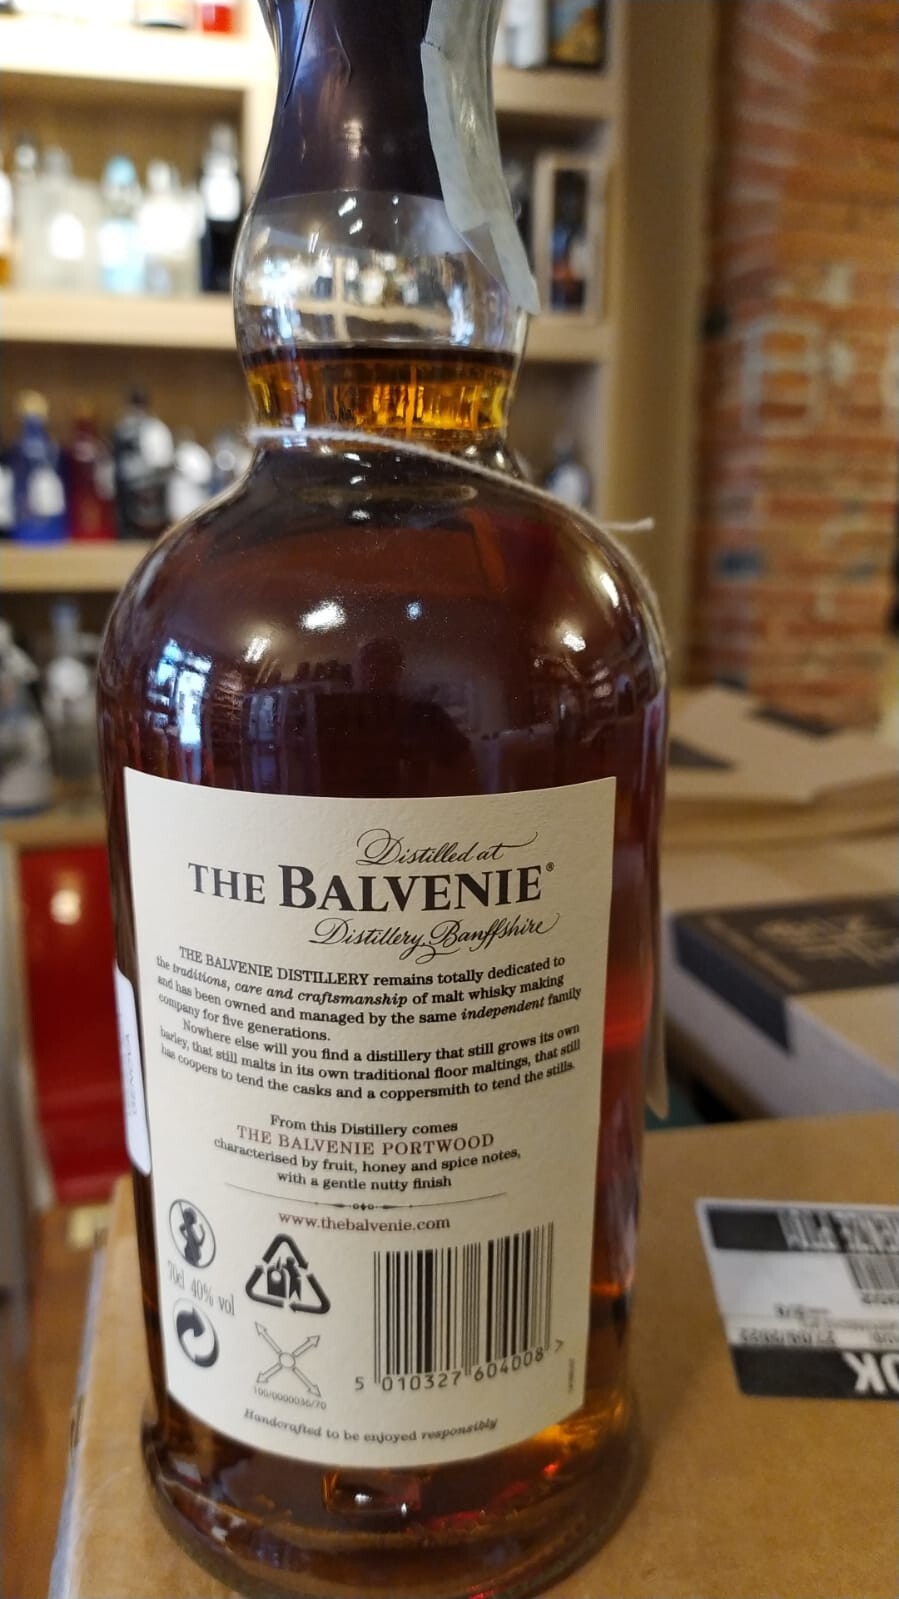 Distilled at
THE BALVENIE®
Distillery, Banffshire
THE BALVENIE DISTILLERY remains totally dedicated to
the traditions, care and craftsmanship of malt whisky making
and has been owned and managed by the same independent family
company for five generations.
Nowhere else will you find a distillery that still grows its own
barley, that still malts in its own traditional floor maltings, that still
has coopers to tend the casks and a coppersmith to tend the stills.
From this Distillery comes
THE BALVENIE PORTWOOD
characterised by fruit, honey and spice notes,
with a gentle nutty finish
www.thebalvenie.com
70cl 40% vol
100/0000036/70
5 010327 604008 >
Handcrafted to be enjoyed responsibly